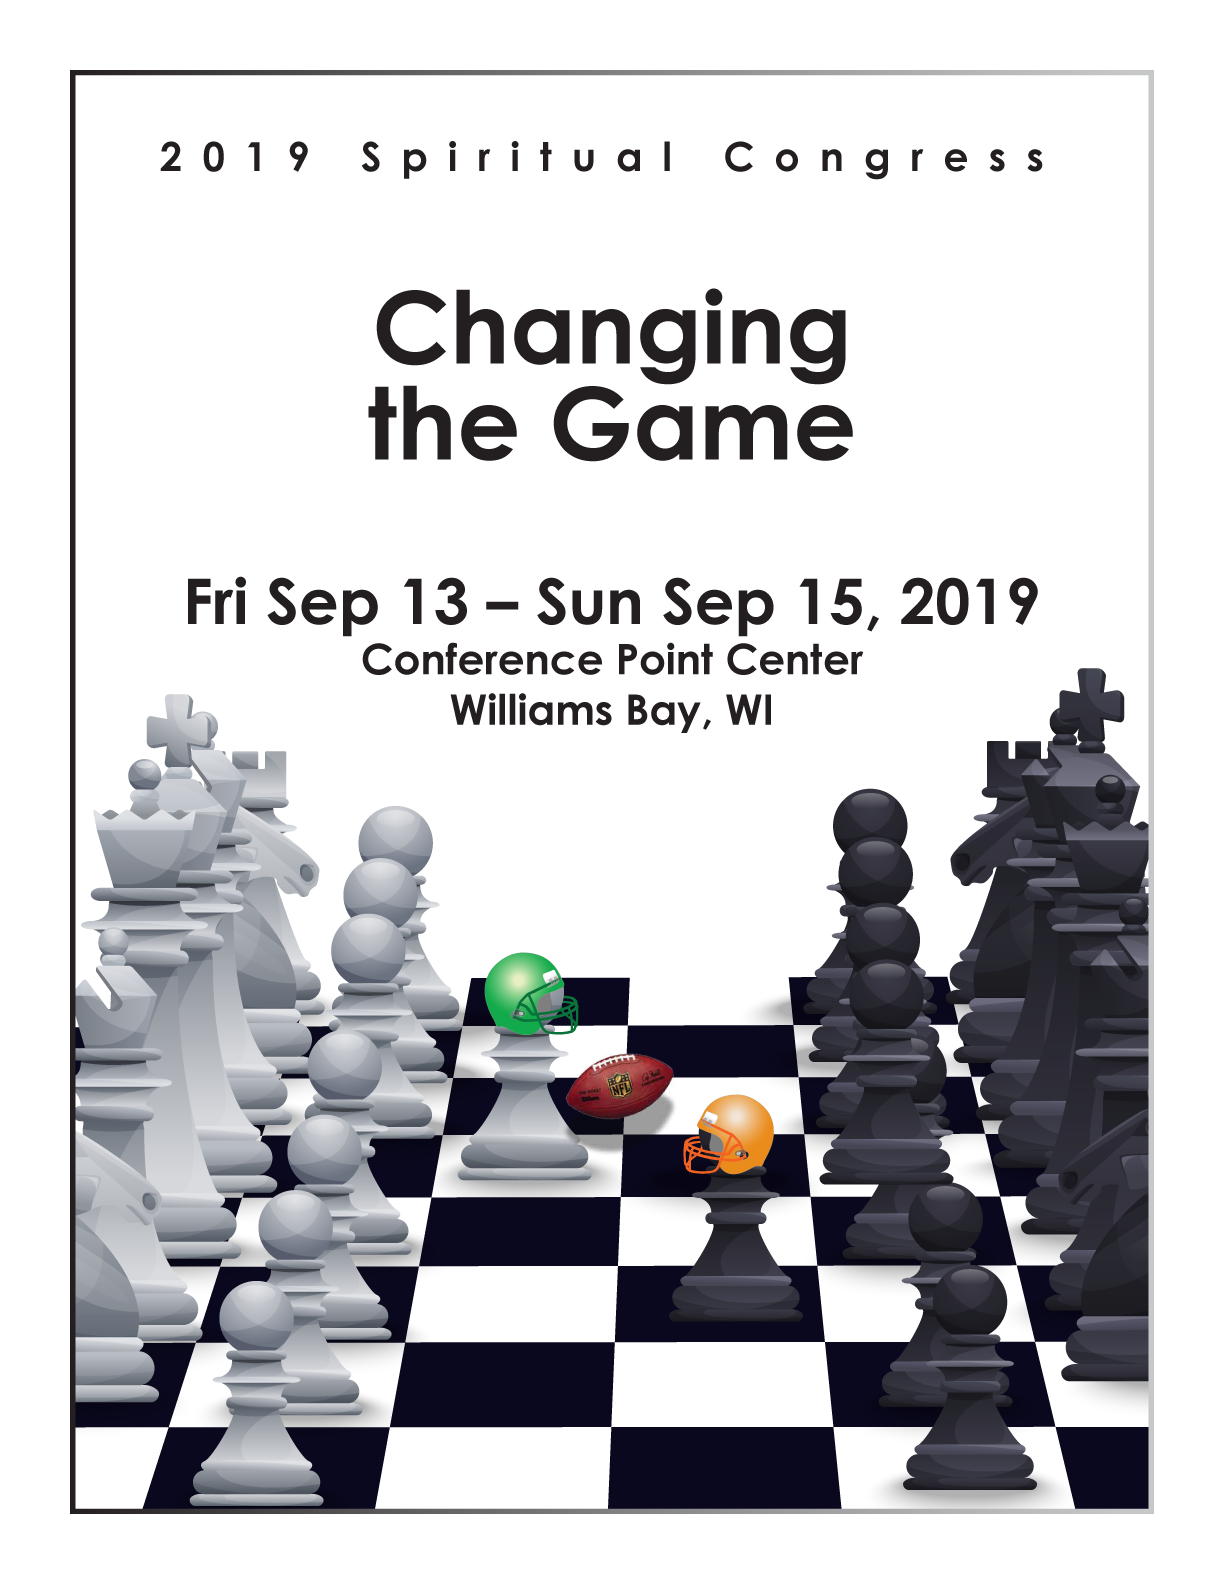 2019 Spiritual Congress
Changing
the Game
Fri Sep 13 – Sun Sep 15, 2019
Conference Point Center
Williams Bay, WI
NFL